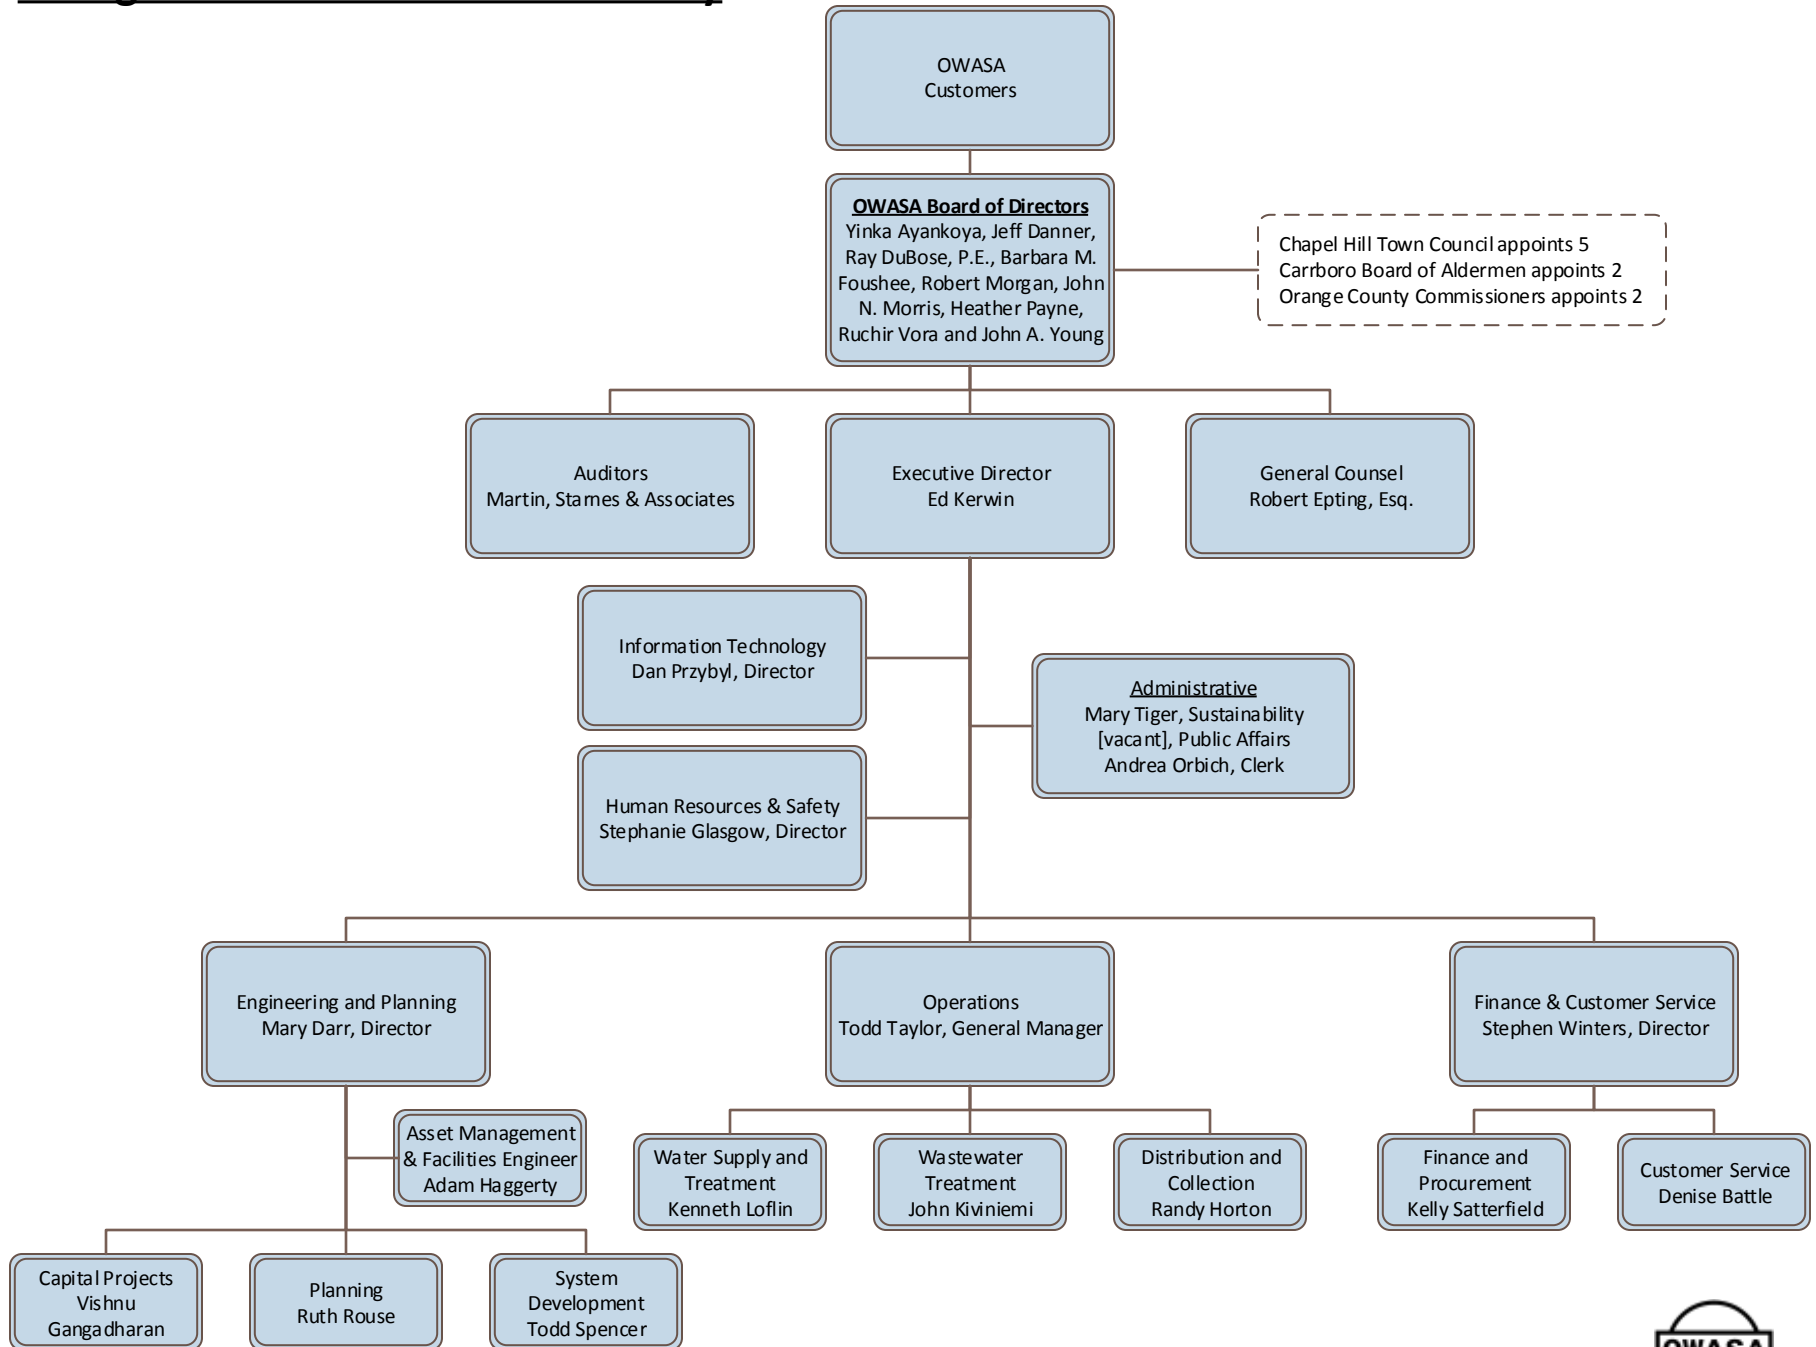 OWASA
Customers
OWASA Board of Directors
Yinka Ayankoya, Jeff Danner,
Ray DuBose, P.E., Barbara M.
Foushee, Robert Morgan, John
N. Morris, Heather Payne,
Ruchir Vora and John A. Young
Chapel Hill Town Council appoints 5
Carrboro Board of Aldermen appoints 2
Orange County Commissioners appoints 2
Auditors
Martin, Starnes & Associates
Executive Director
Ed Kerwin
General Counsel
Robert Epting, Esq.
Information Technology
Dan Przybyl, Director
Administrative
Mary Tiger, Sustainability
[vacant], Public Affairs
Andrea Orbich, Clerk
Human Resources & Safety
Stephanie Glasgow, Director
Engineering and Planning
Mary Darr, Director
Operations
Todd Taylor, General Manager
Finance & Customer Service
Stephen Winters, Director
Asset Management
& Facilities Engineer
Adam Haggerty
Water Supply and
Treatment
Kenneth Loflin
Wastewater
Treatment
John Kiviniemi
Distribution and
Collection
Randy Horton
Finance and
Procurement
Kelly Satterfield
Customer Service
Denise Battle
Capital Projects
Vishnu
Gangadharan
Planning
Ruth Rouse
System
Development
Todd Spencer
OWASA